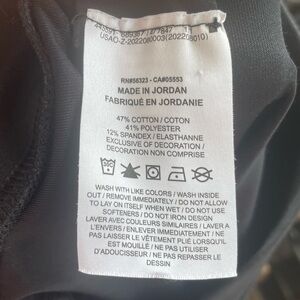 USAO-Z-2022080003(202208010)
RN#56323 - CA#05553
MADE IN JORDAN
FABRIQUÉ EN JORDANIE
47% COTTON / COTON
41% POLYESTER
12% SPANDEX / ELASTHANNE
EXCLUSIVE OF DECORATION /
DECORATION NON COMPRISE
WASH WITH LIKE COLORS / WASH INSIDE
OUT / REMOVE IMMEDIATELY / DO NOT ALLOW
TO LAY ON ITSELF WHEN WET / DO NOT USE
SOFTENERS / DO NOT IRON DESIGN
LAVER AVEC COULEURS SIMILAIRES / LAVER À
L'ENVERS / ENLEVER IMMEDIATEMENT / NE
PAS LAISSER LE VÊTEMENT PLIÉ LORSQU'IL
EST MOUILLÉ / NE PAS UTILISER
D'ADOUCISSEUR / NE PAS REPASSER LE
DESSIN